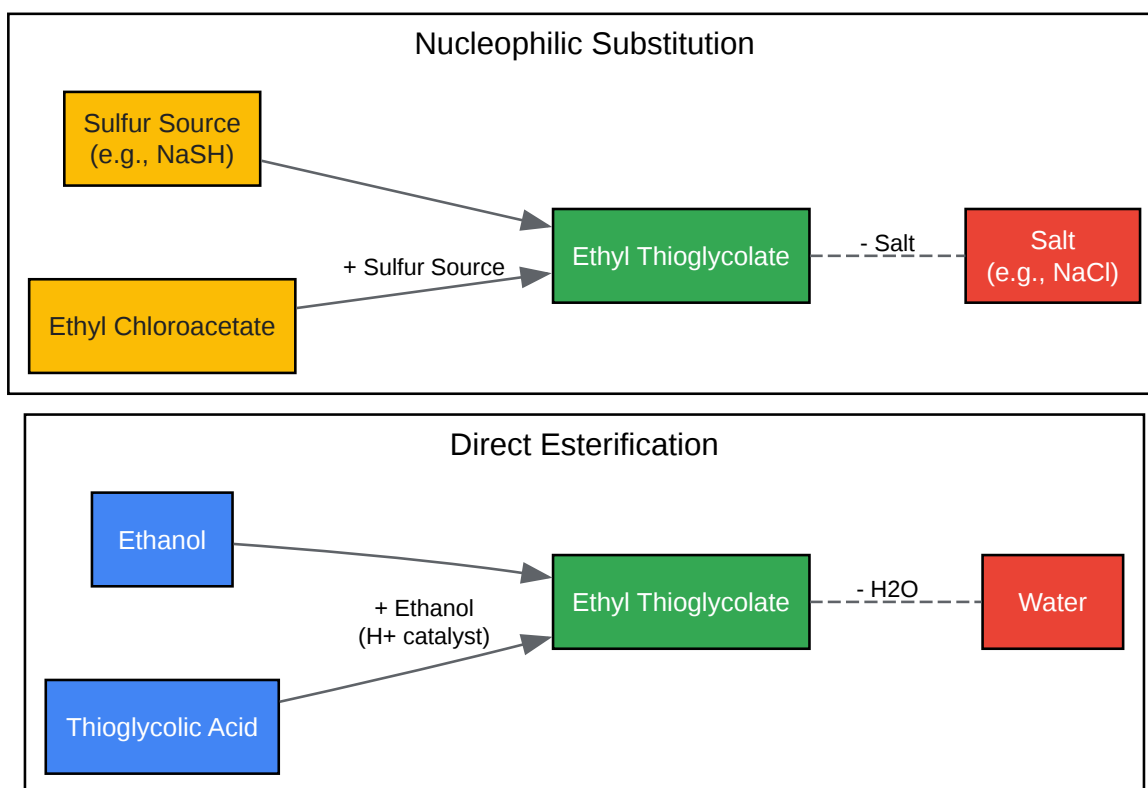 Nucleophilic Substitution
Sulfur Source
(e.g., NaSH)
+ Sulfur Source
Ethyl Chloroacetate
Ethyl Thioglycolate
- Salt
Salt
(e.g., NaCl)
Direct Esterification
Ethanol
+ Ethanol
(H+ catalyst)
Thioglycolic Acid
Ethyl Thioglycolate
- H2O
Water